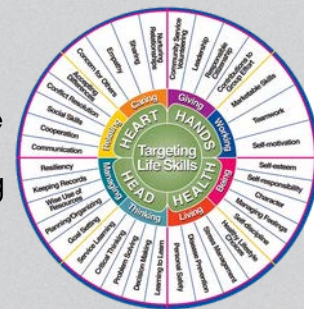 Targeting
Life Skills
HEART
HANDS
HEALTH
HEAD
Relating
Caring
Giving
Working
Being
Living
Thinking
Managing
Communication
Cooperation
Social Skills
Conflict Resolution
Accepting
Differences
Concern for Others
Empathy
Sharing
Nurturing
Relationships
Community Service
Volunteering
Leadership
Responsible
Citizenship
Contributions to
Group Effort
Marketable Skills
Teamwork
Self-motivation
Self-esteem
Self-responsibility
Character
Managing Feelings
Self-discipline
Healthy Lifestyle
Choices
Stress Management
Disease Prevention
Personal Safety
Learning to Learn
Decision Making
Problem Solving
Critical Thinking
Service Learning
Goal Setting
Planning/Organizing
Wise Use of
Resources
Keeping Records
Resiliency
e
g